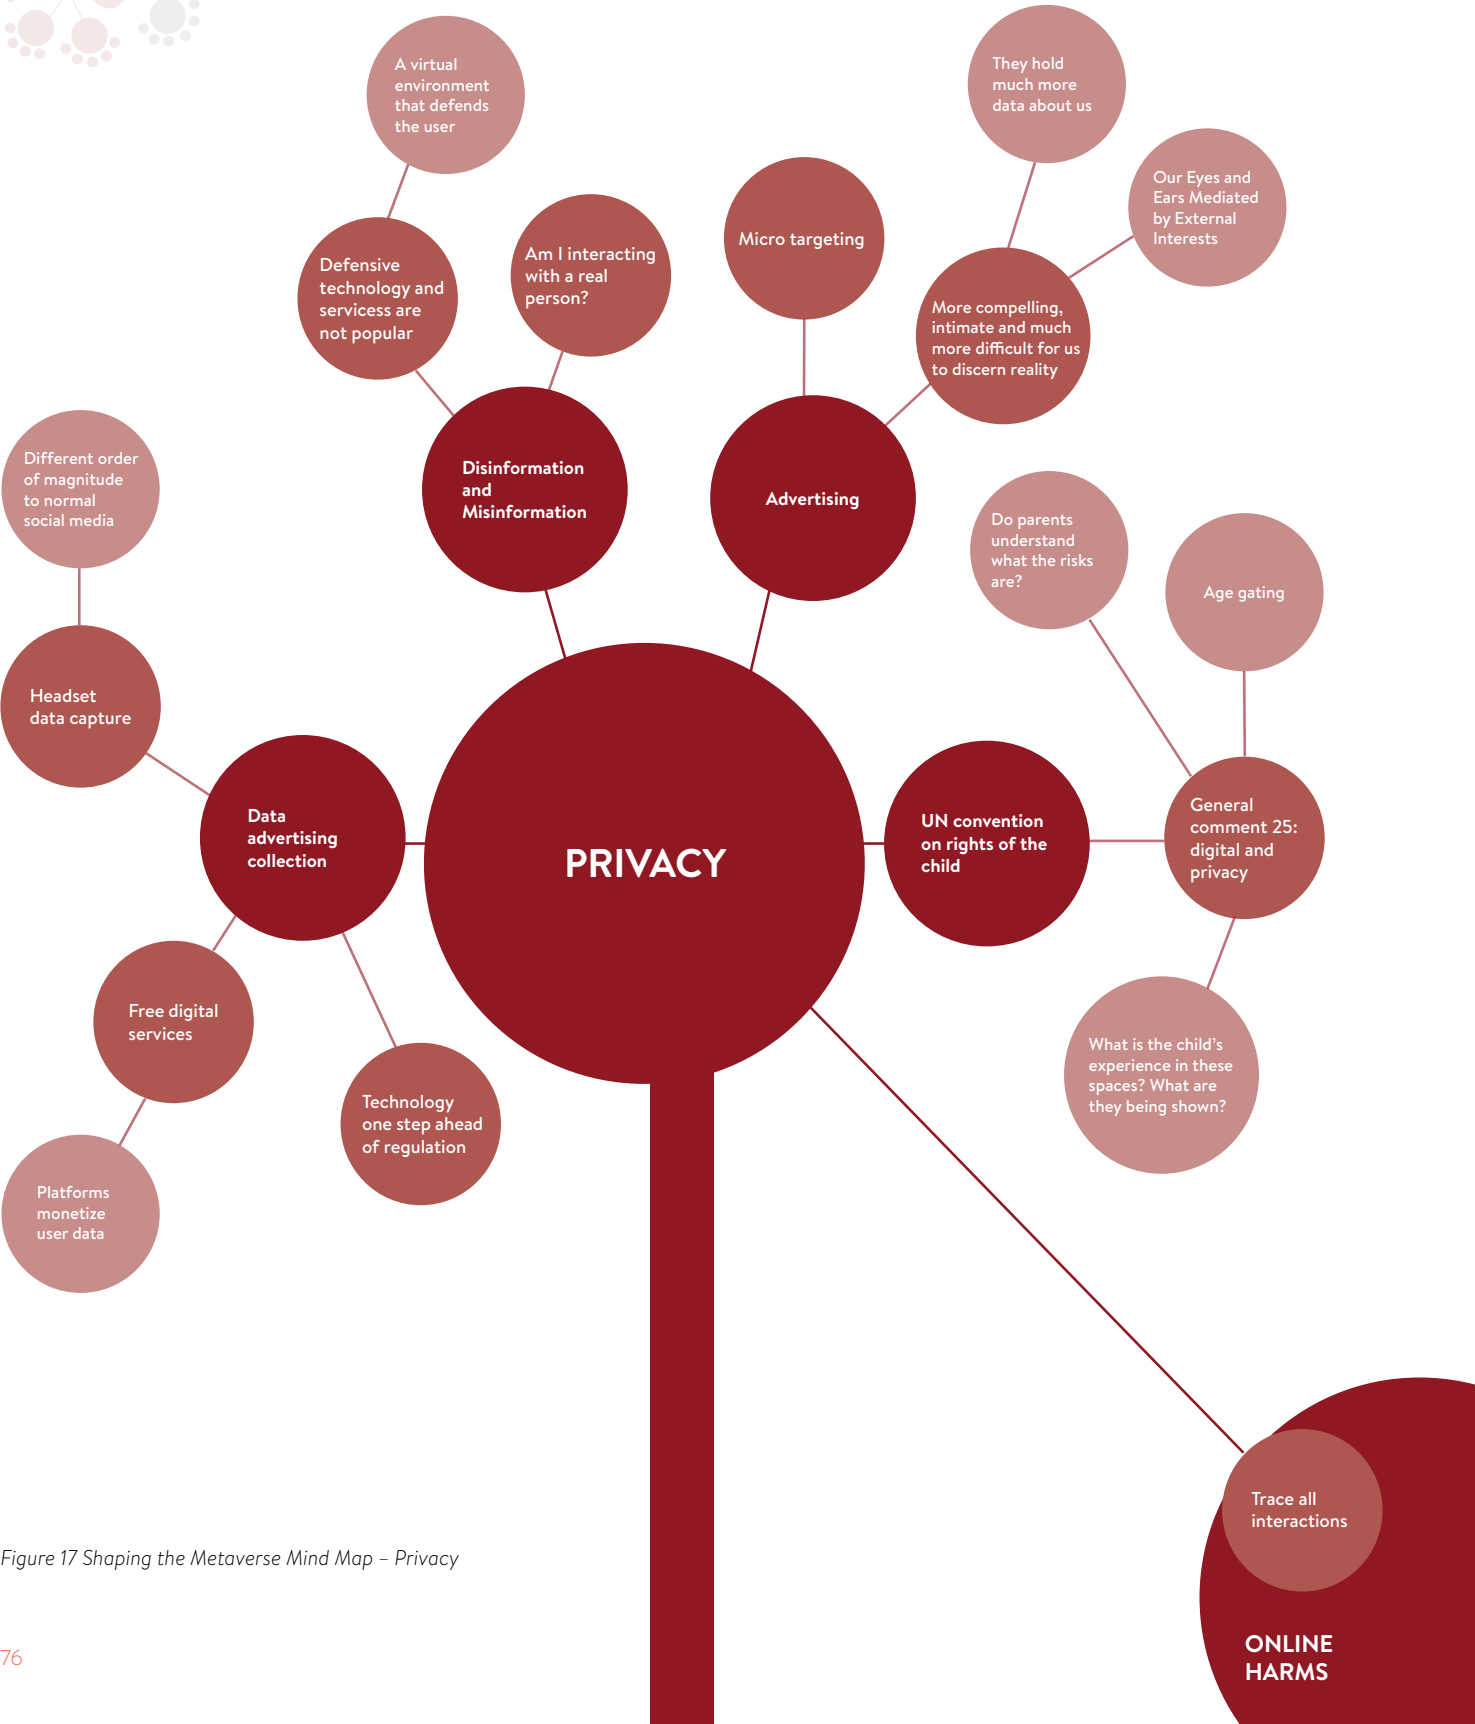 They hold
much more
data about us
A virtual
environment
that defends
the user
Our Eyes and
Ears Mediated
by External
Interests
Micro targeting
Am I interacting
with a real
person?
Defensive
technology and
servicess are
not popular
More compelling,
intimate and much
more difficult for us
to discern reality
Different order
of magnitude
to normal
social media
Disinformation
and
Misinformation
Advertising
Do parents
understand
what the risks
are?
Age gating
Headset
data capture
Data
advertising
collection
PRIVACY
UN convention
on rights of the
child
General
comment 25:
digital and
privacy
Free digital
services
Technology
one step ahead
of regulation
What is the child's
experience in these
spaces? What are
they being shown?
Platforms
monetize
user data
Trace all
interactions
Figure 17 Shaping the Metaverse Mind Map – Privacy
ONLINE
HARMS
76